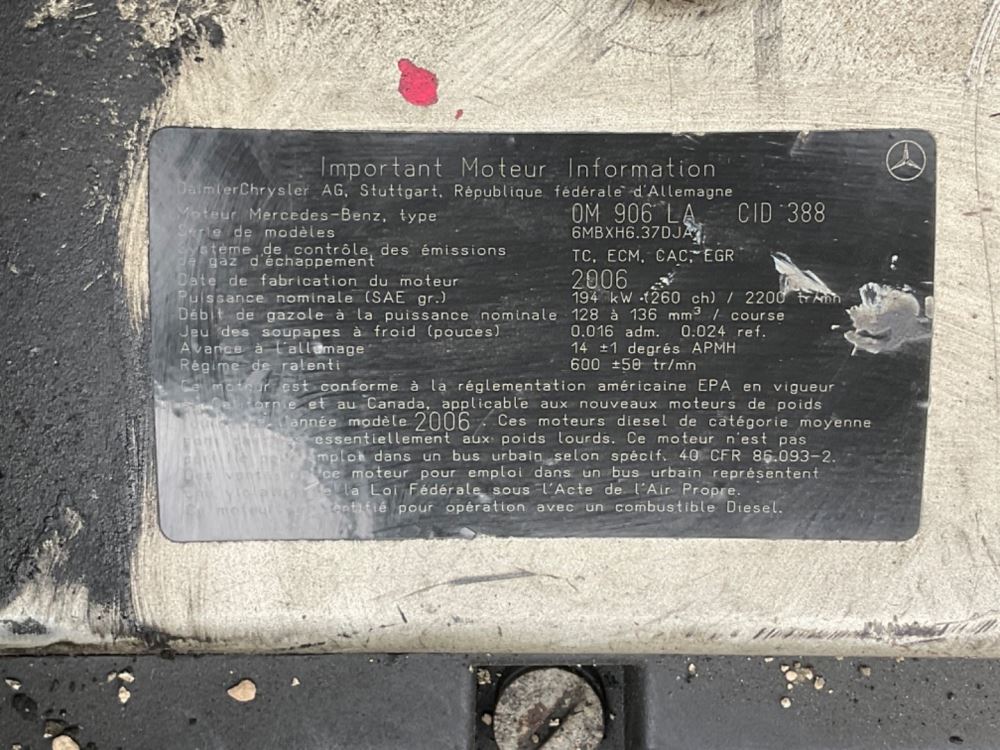 Important Moteur Information
DaimlerChrysler AG, Stuttgart, République fédérale d'Allemagne
Moteur Mercedes-Benz, type OM 906 LA CID 388
Série de modèles 6MBXH6.37DJA
Système de contrôle des émissions
de gaz d'échappement TC, ECM, CAC, EGR
Date de fabrication du moteur 2006
Puissance nominale (SAE gr.) 194 kW (260 ch) / 2200 tr/mn
Débit de gazole à la puissance nominale 128 à 136 mm³ / course
Jeu des soupapes à froid (pouces) 0.016 adm. 0.024 ref.
Avance à l'allumage 14 ±1 degrés APMH
Régime de ralenti 600 ±50 tr/mn
Ce moteur est conforme à la réglementation américaine EPA en vigueur
et au Canada, applicable aux nouveaux moteurs de poids
l'année modèle 2006. Ces moteurs diesel de catégorie moyenne
essentiellement aux poids lourds. Ce moteur n'est pas
emploi dans un bus urbain selon spécif. 40 CFR 86.093-2.
ce moteur pour emploi dans un bus urbain représentent
la Loi Fédérale sous l'Acte de l'Air Propre.
Ce moteur pour opération avec un combustible Diesel.